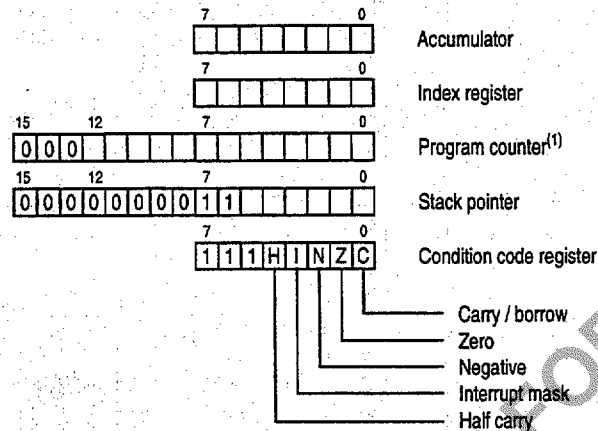 7 0
Accumulator
7 0
Index register
15 12 7 0
0 0 0
Program counter(1)
15 12 7 0
0 0 0 0 0 0 0 0 1 1
Stack pointer
7 0
1 1 1 H I N Z C
Condition code register
Carry / borrow
Zero
Negative
Interrupt mask
Half carry
FOR